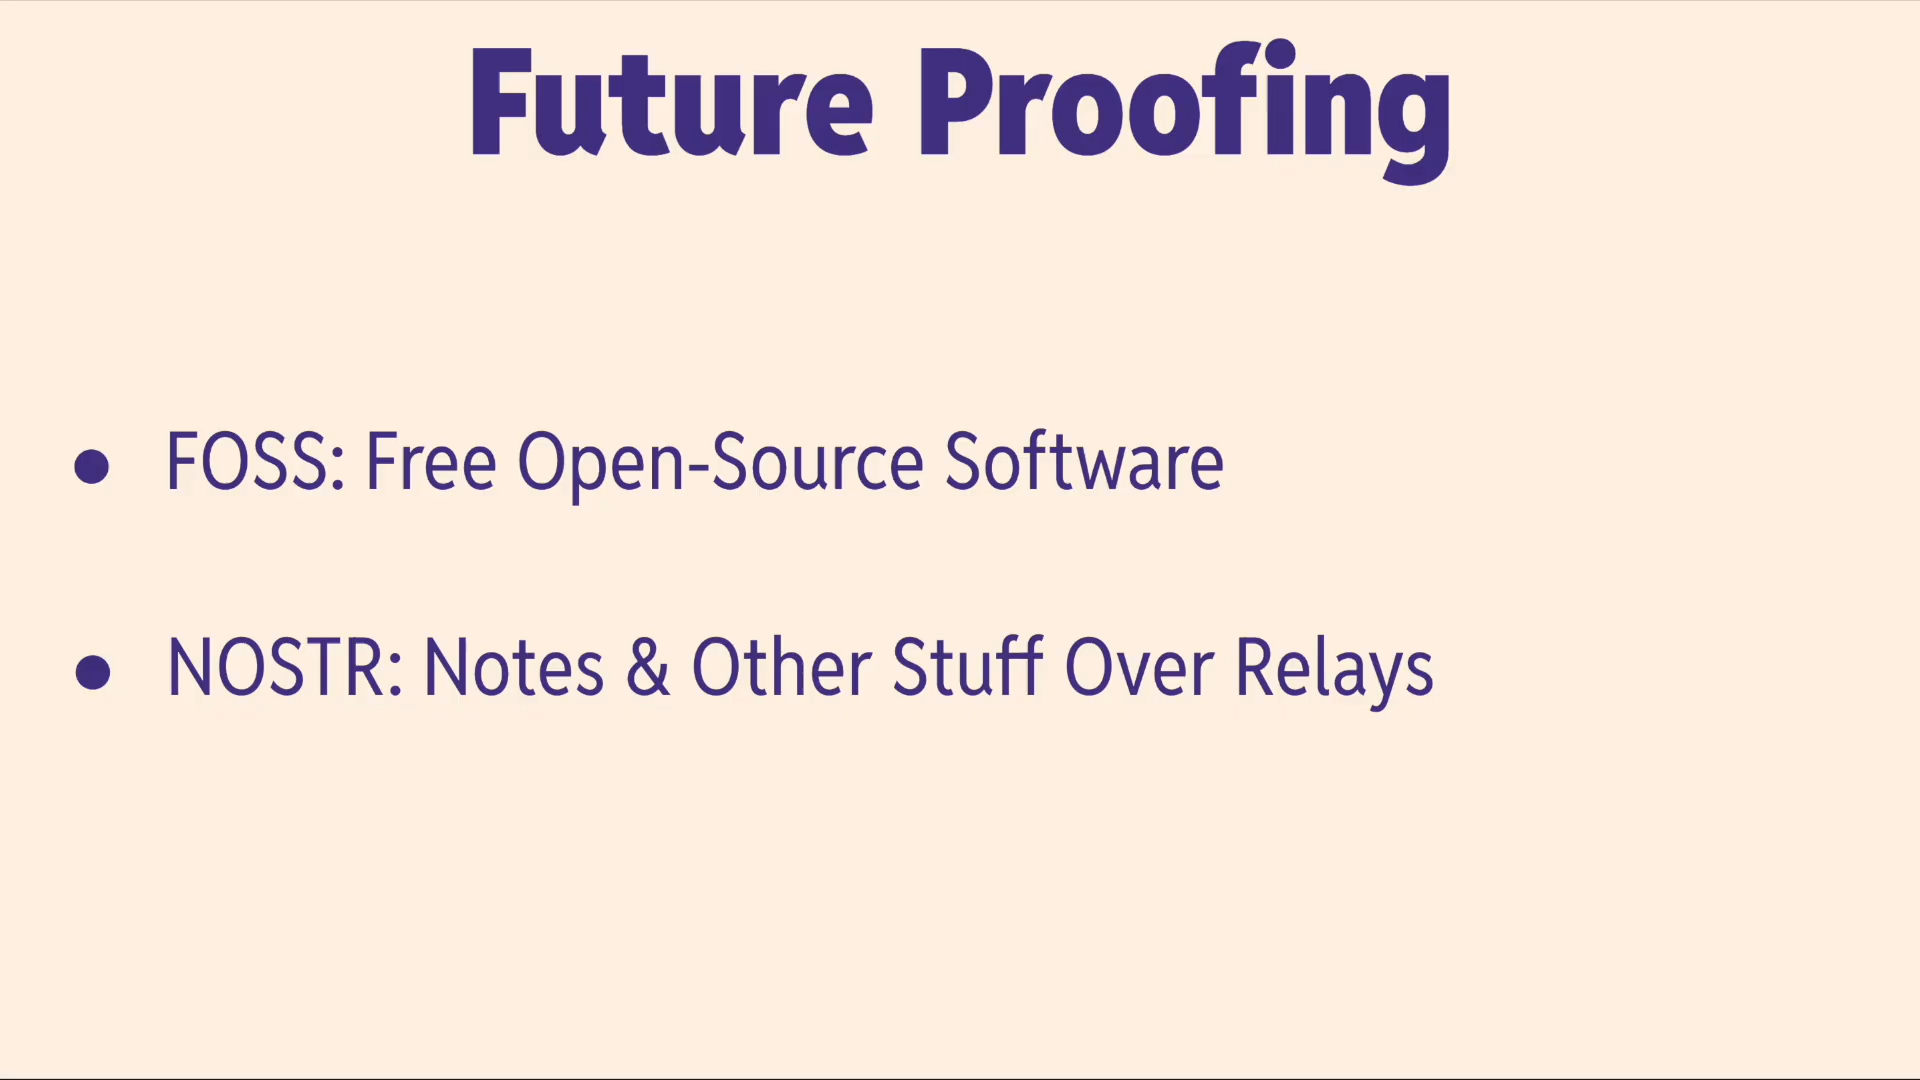 Future Proofing
● FOSS: Free Open-Source Software
● NOSTR: Notes & Other Stuff Over Relays